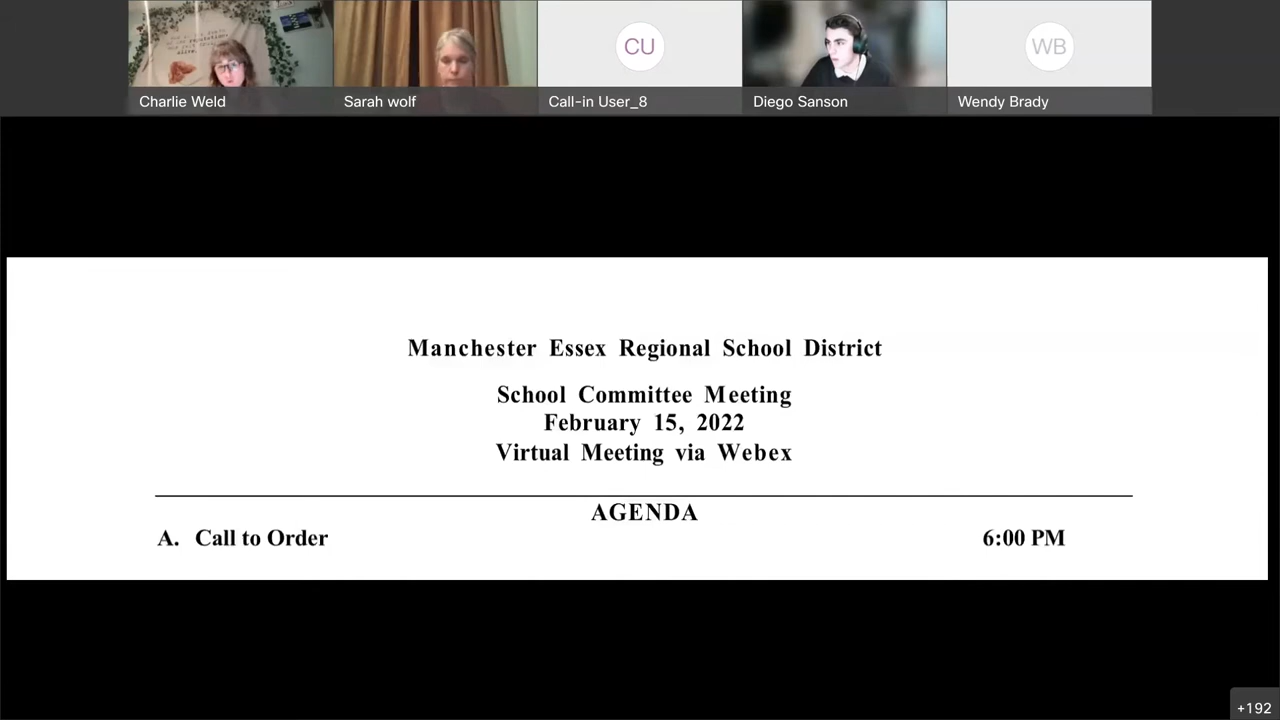 Charlie Weld
Sarah wolf
CU
Call-in User_8
Diego Sanson
WB
Wendy Brady
Manchester Essex Regional School District
School Committee Meeting
February 15, 2022
Virtual Meeting via Webex
AGENDA
A. Call to Order 6:00 PM
+192